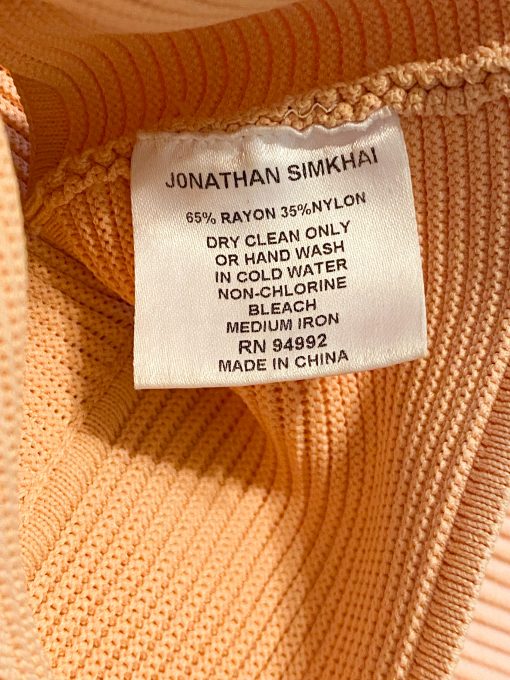 JONATHAN SIMKHAI
65% RAYON 35%NYLON
DRY CLEAN ONLY
OR HAND WASH
IN COLD WATER
NON-CHLORINE
BLEACH
MEDIUM IRON
RN 94992
MADE IN CHINA